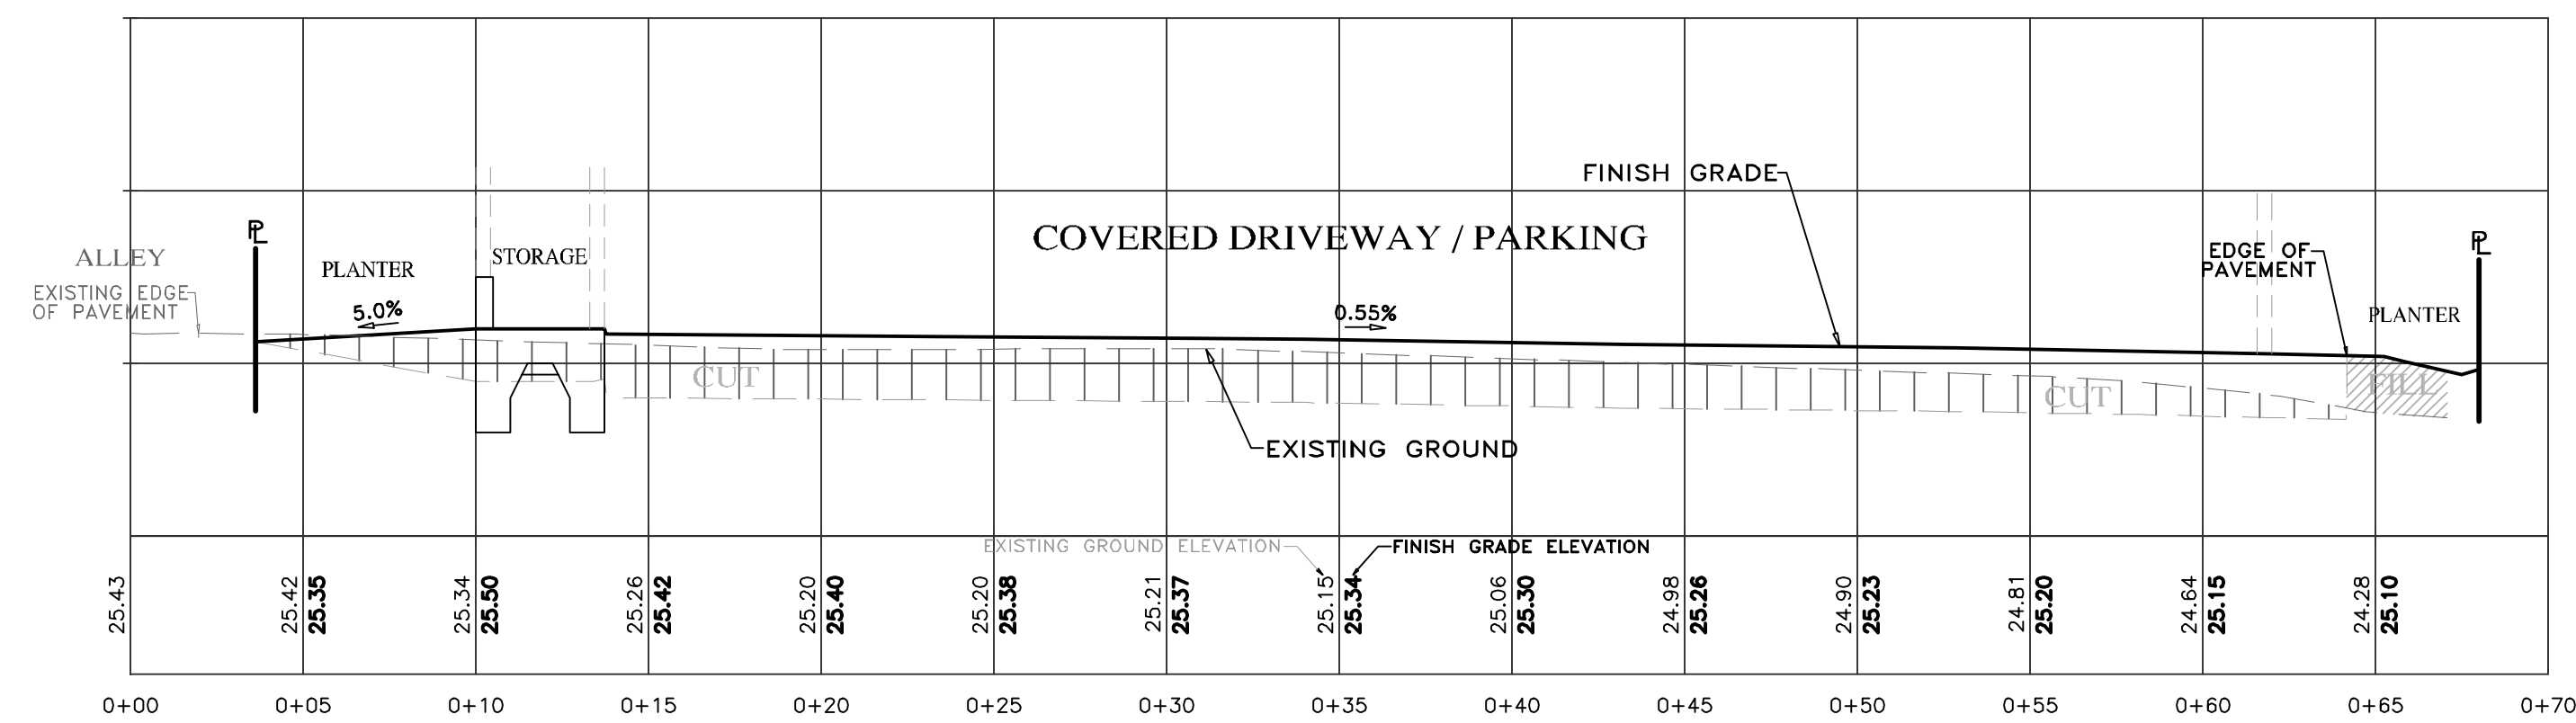 FINISH GRADE
COVERED DRIVEWAY / PARKING
PL
PL
ALLEY
STORAGE
EDGE OF
PAVEMENT
PLANTER
EXISTING EDGE
OF PAVEMENT
5.0%
0.55%
PLANTER
CUT
FILL
CUT
EXISTING GROUND
EXISTING GROUND ELEVATION
FINISH GRADE ELEVATION
25.43
25.42
25.35
25.34
25.50
25.26
25.42
25.20
25.40
25.20
25.38
25.21
25.37
25.15
25.34
25.06
25.30
24.98
25.26
24.90
25.23
24.81
25.20
24.64
25.15
24.28
25.10
0+00 0+05 0+10 0+15 0+20 0+25 0+30 0+35 0+40 0+45 0+50 0+55 0+60 0+65 0+70